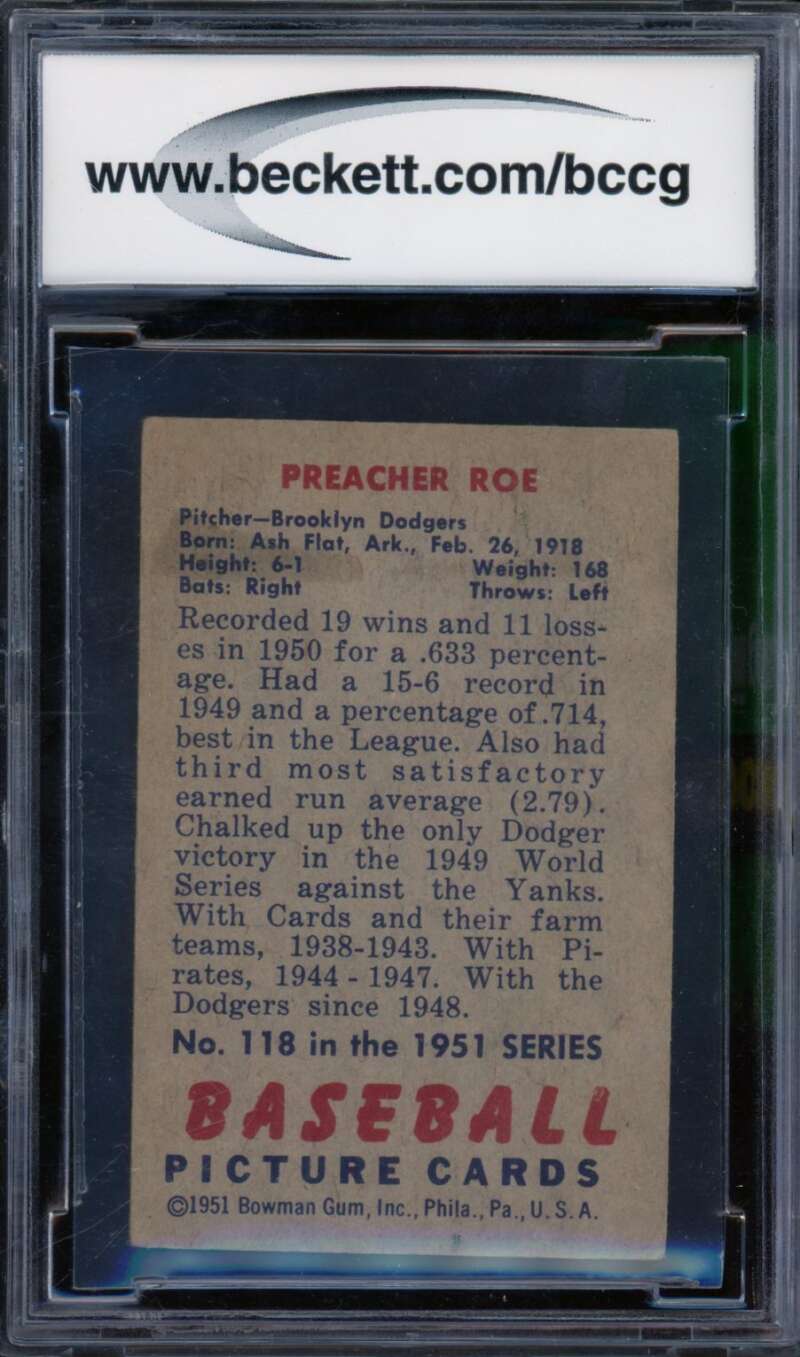 www.beckett.com/bccg
PREACHER ROE
Pitcher—Brooklyn Dodgers
Born: Ash Flat, Ark., Feb. 26, 1918
Height: 6-1 Weight: 168
Bats: Right Throws: Left
Recorded 19 wins and 11 loss-
es in 1950 for a .633 percent-
age. Had a 15-6 record in
1949 and a percentage of .714,
best in the League. Also had
third most satisfactory
earned run average (2.79).
Chalked up the only Dodger
victory in the 1949 World
Series against the Yanks.
With Cards and their farm
teams, 1938-1943. With Pi-
rates, 1944 - 1947. With the
Dodgers since 1948.
No. 118 in the 1951 SERIES
BASEBALL
PICTURE CARDS
©1951 Bowman Gum, Inc., Phila., Pa., U. S. A.